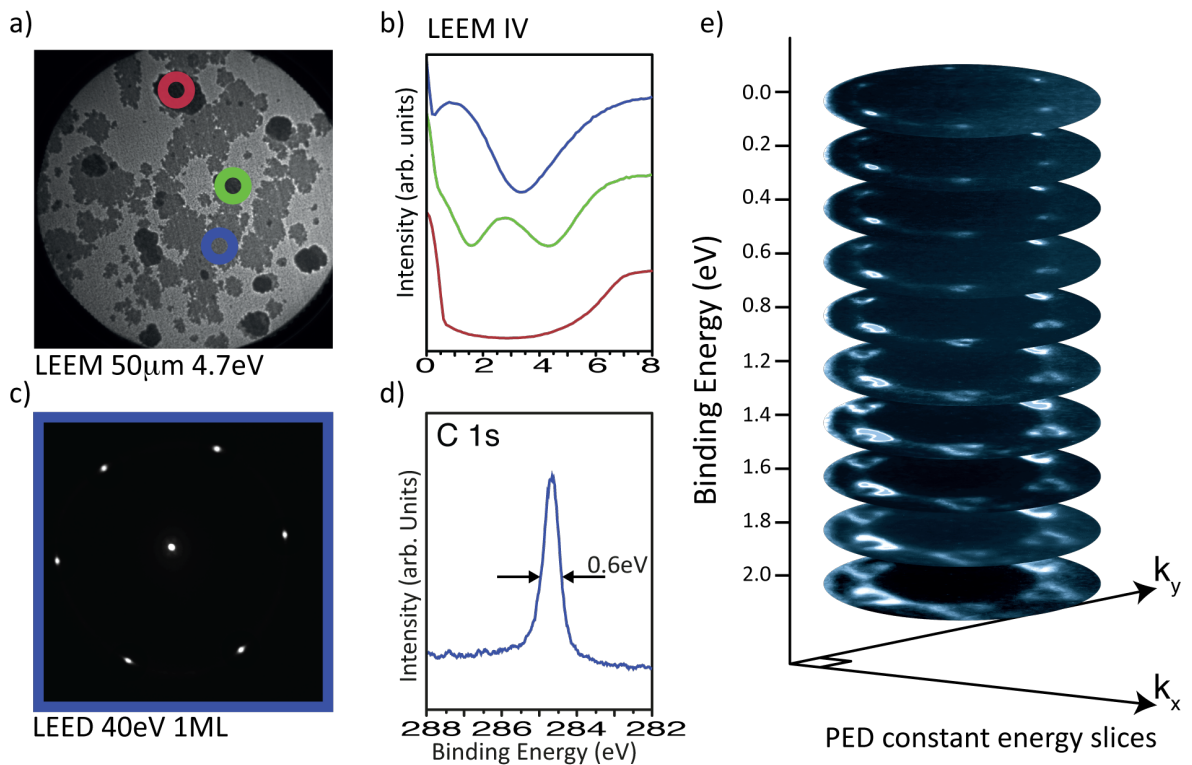 a)
LEEM 50μm 4.7eV
b) LEEM IV
Intensity (arb. units)
0 2 4 6 8
c)
LEED 40eV 1ML
d)
C 1s
0.6eV
Intensity (arb. Units)
288 286 284 282
Binding Energy (eV)
e)
0.0
0.2
0.4
0.6
0.8
1.2
1.4
1.6
1.8
2.0
Binding Energy (eV)
ky
kx
PED constant energy slices